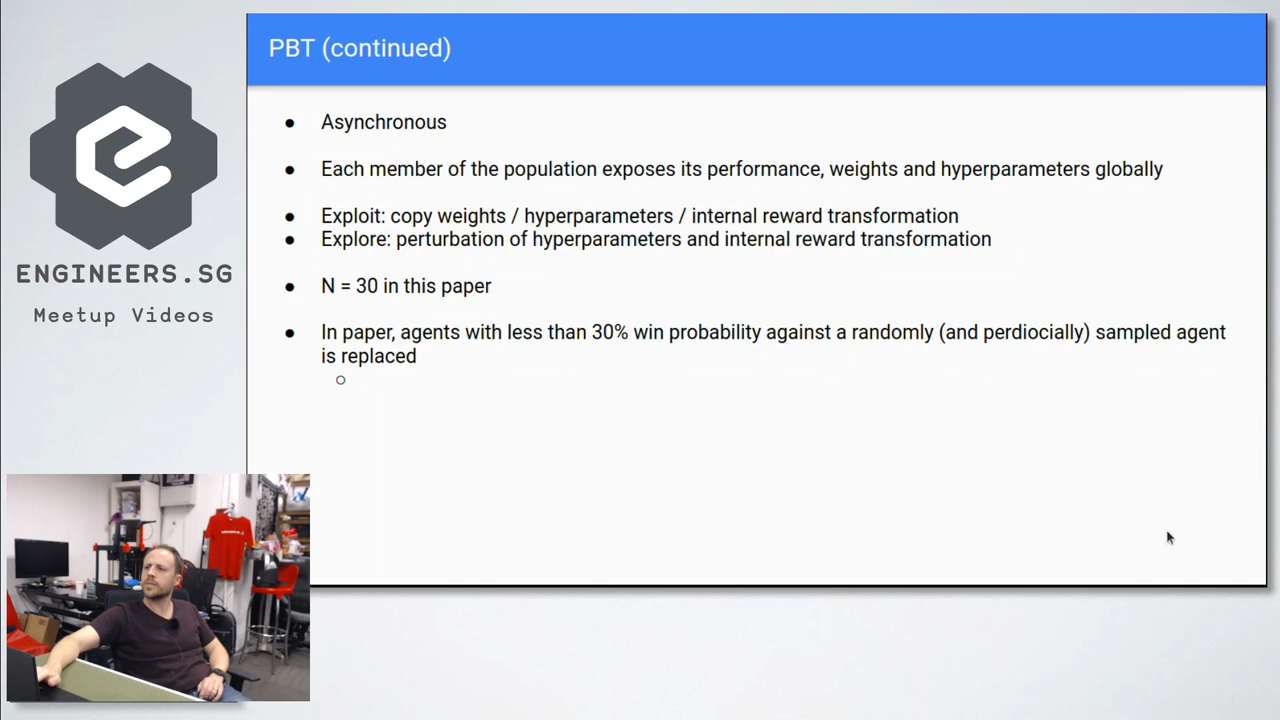 PBT (continued)
Asynchronous
Each member of the population exposes its performance, weights and hyperparameters globally
Exploit: copy weights / hyperparameters / internal reward transformation
Explore: perturbation of hyperparameters and internal reward transformation
N = 30 in this paper
In paper, agents with less than 30% win probability against a randomly (and perdiocially) sampled agent
is replaced
ENGINEERS.SG
Meetup Videos